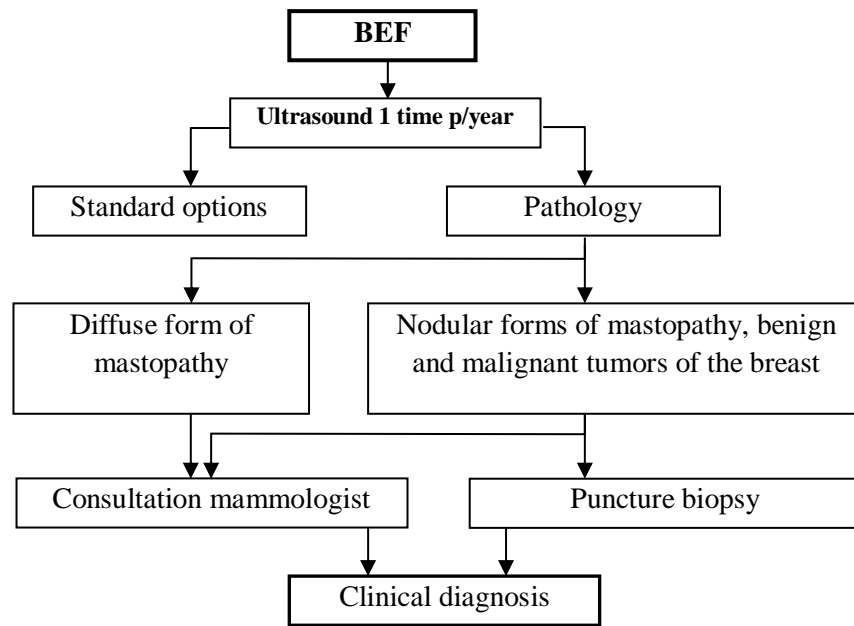 BEF
Ultrasound 1 time p/year
Standard options
Pathology
Diffuse form of
mastopathy
Nodular forms of mastopathy, benign
and malignant tumors of the breast
Consultation mammologist
Puncture biopsy
Clinical diagnosis